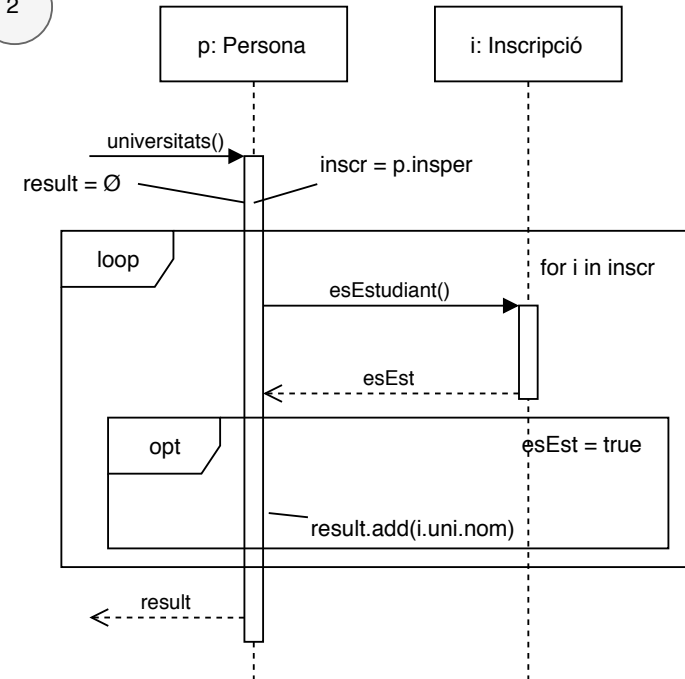 2
p: Persona
i: Inscripció
universitats()
inscr = p.insper
result = Ø
loop
for i in inscr
esEstudiant()
esEst
opt
esEst = true
result.add(i.uni.nom)
result